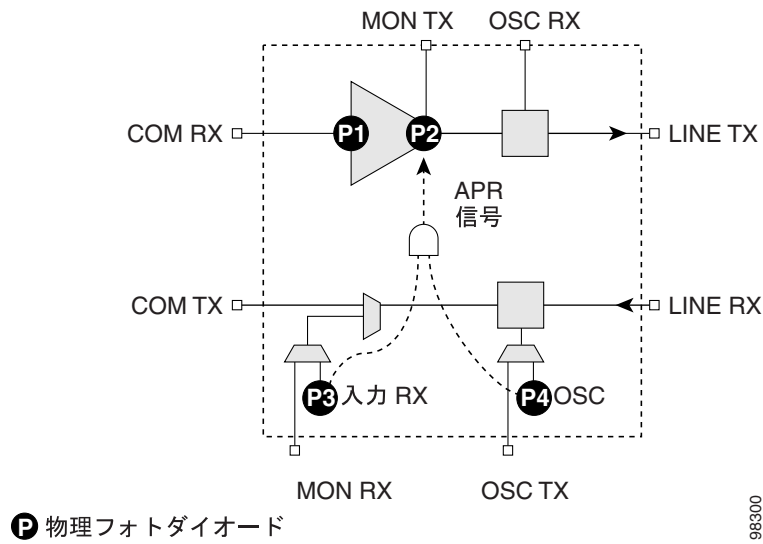 MON TX
OSC RX
COM RX
P1
P2
LINE TX
APR
信号
COM TX
LINE RX
P3
入力 RX
P4
OSC
MON RX
OSC TX
P 物理フォトダイオード
98300